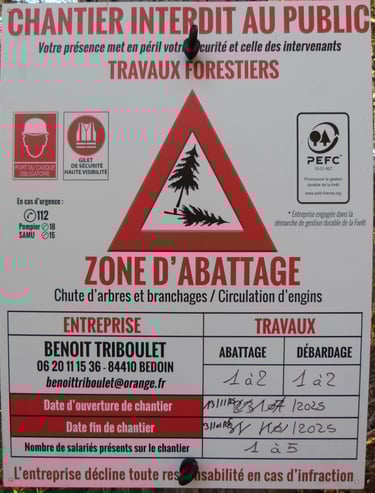 CHANTIER INTERDIT AU PUBLIC
Votre présence met en péril votre sécurité et celle des intervenants
TRAVAUX FORESTIERS
PORT DU CASQUE
OBLIGATOIRE
GILET
DE SÉCURITÉ
HAUTE VISIBILITÉ
PEFC
Promouvoir la gestion
durable de la forêt
www.pefc-france.org
En cas d'urgence :
112
Pompier 18
SAMU 15
* Entreprise engagée dans la
démarche de gestion durable de la Forêt
ZONE D'ABATTAGE
Chute d'arbres et branchages / Circulation d'engins
ENTREPRISE
TRAVAUX
BENOIT TRIBOULET
06 20 11 15 36 - 84410 BEDOIN
benoittriboulet@orange.fr
ABATTAGE
DÉBARDAGE
1 à 2
1 à 2
Date d'ouverture de chantier
/2025
Date fin de chantier
/2025
Nombre de salariés présents sur le chantier
1 à 5
L'entreprise décline toute responsabilité en cas d'infraction